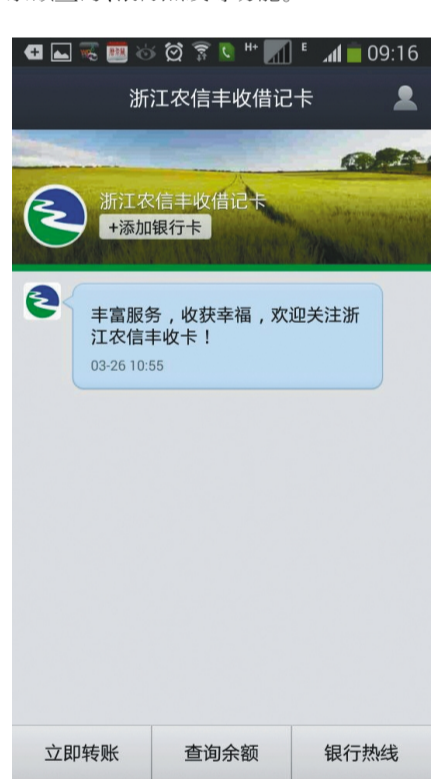 H+
E
09:16
浙江农信丰收借记卡
浙江农信丰收借记卡
+添加银行卡
丰富服务，收获幸福，欢迎关注浙
江农信丰收卡！
03-26 10:55
立即转账
查询余额
银行热线